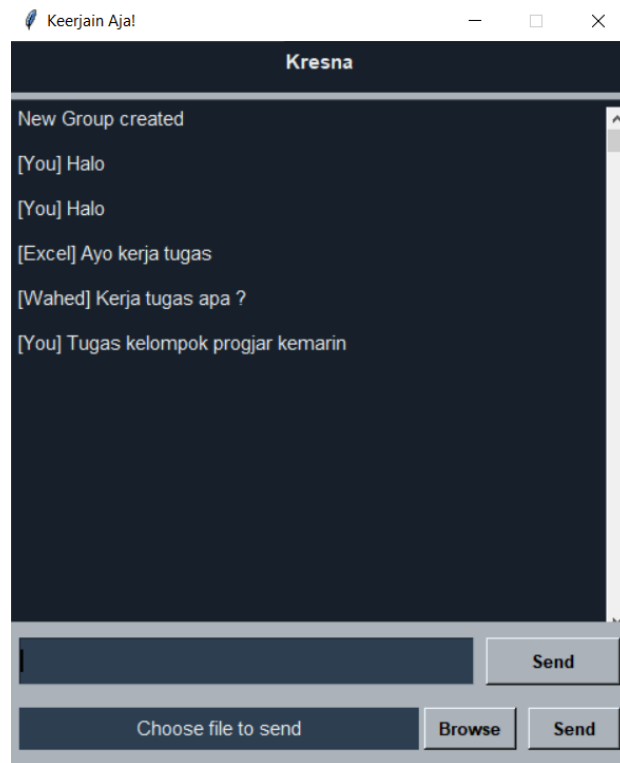 Keerjain Aja!
Kresna
New Group created
[You] Halo
[You] Halo
[Excel] Ayo kerja tugas
[Wahed] Kerja tugas apa ?
[You] Tugas kelompok progjar kemarin
Send
Choose file to send
Browse
Send